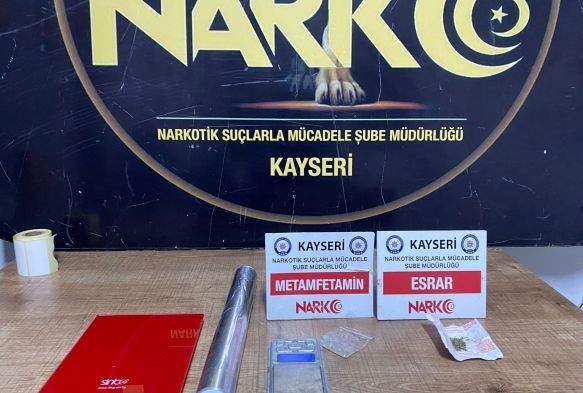 NARKO
NARKOTİK SUÇLARLA MÜCADELE ŞUBE MÜDÜRLÜĞÜ
KAYSERİ
KAYSERİ
NARKOTİK SUÇLARLA MÜCADELE
ŞUBE MÜDÜRLÜĞÜ
METAMFETAMİN
NARKO
KAYSERİ
NARKOTİK SUÇLARLA MÜCADELE
ŞUBE MÜDÜRLÜĞÜ
ESRAR
NARKO